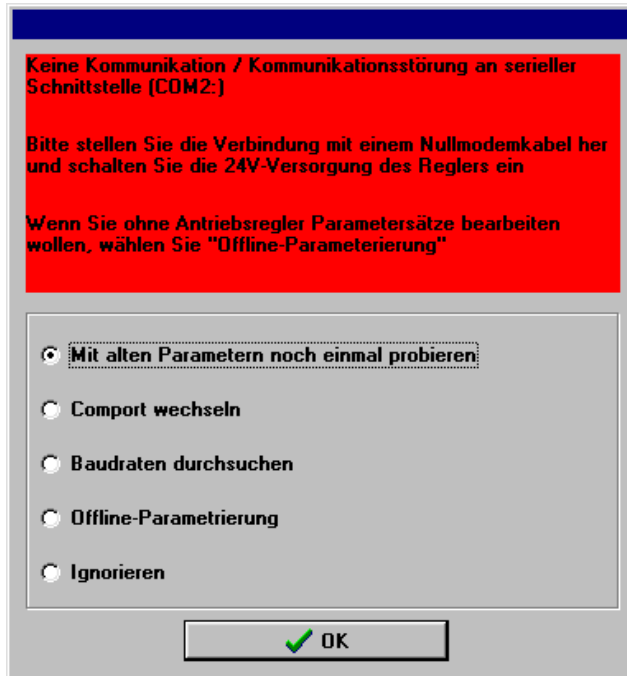 Keine Kommunikation / Kommunikationsstörung an serieller
Schnittstelle (COM2:)
Bitte stellen Sie die Verbindung mit einem Nullmodemkabel her
und schalten Sie die 24V-Versorgung des Reglers ein
Wenn Sie ohne Antriebsregler Parametersätze bearbeiten
wollen, wählen Sie "Offline-Parameterierung"
Mit alten Parametern noch einmal probieren
Comport wechseln
Baudraten durchsuchen
Offline-Parametrierung
Ignorieren
OK